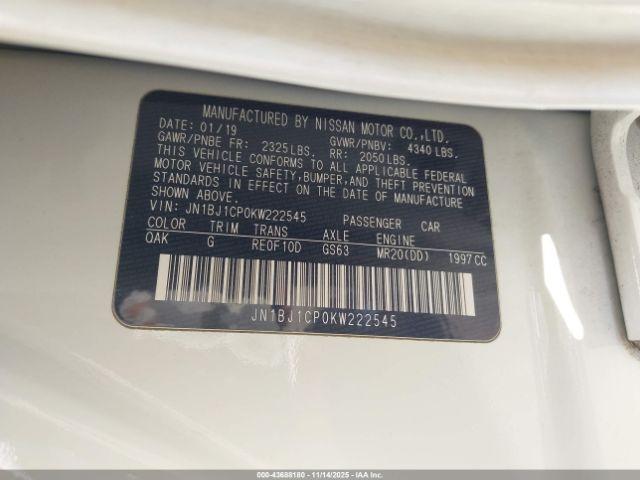 MANUFACTURED BY NISSAN MOTOR CO.,LTD.
DATE: 01/19 GVWR/PNBV: 4340 LBS.
GAWR/PNBE FR: 2325LBS. RR: 2050LBS.
THIS VEHICLE CONFORMS TO ALL APPLICABLE FEDERAL
MOTOR VEHICLE SAFETY, BUMPER, AND THEFT PREVENTION
STANDARDS IN EFFECT ON THE DATE OF MANUFACTURE
SHOWN ABOVE.
VIN: JN1BJ1CP0KW222545 PASSENGER CAR
COLOR TRIM TRANS AXLE ENGINE
QAK G RE0F10D GS63 MR20(DD) 1997CC
JN1BJ1CP0KW222545
000-43688180 - 11/14/2025 - IAA